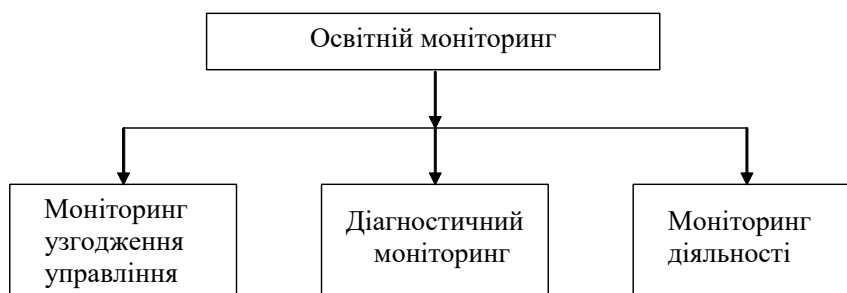 Освітній моніторинг
Моніторинг
узгодження
управління
Діагностичний
моніторинг
Моніторинг
діяльності